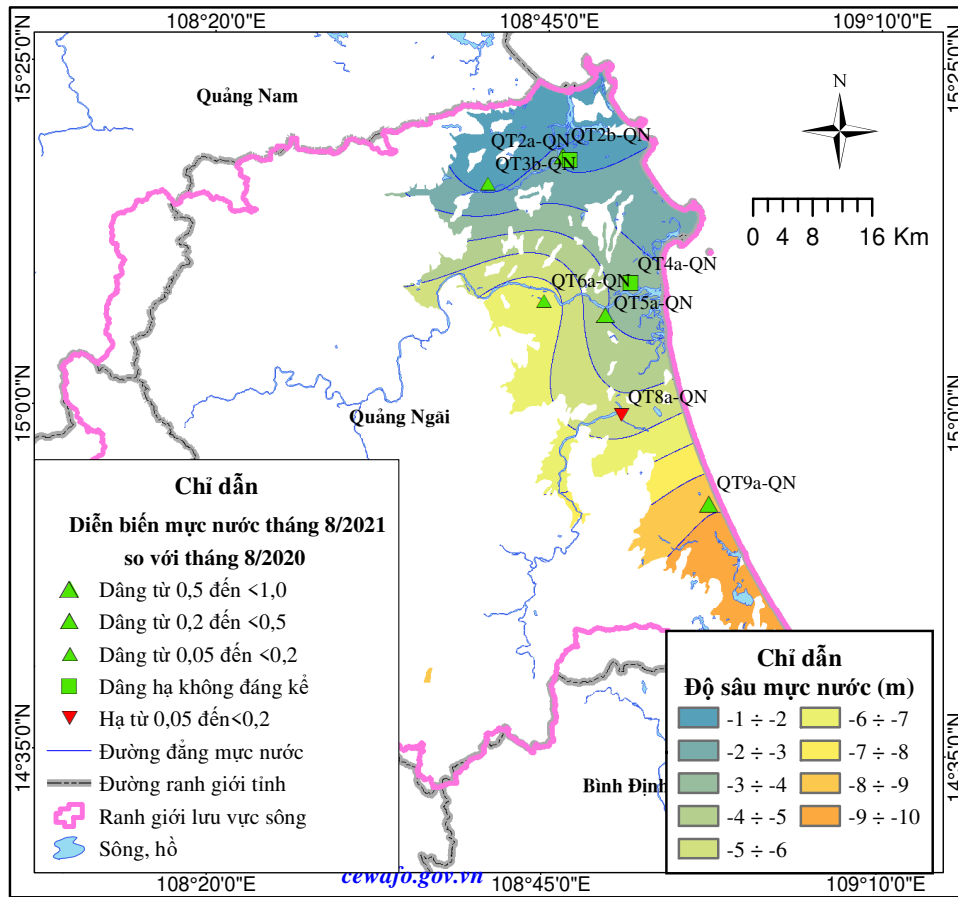 108°20'0"E
108°45'0"E
109°10'0"E
15°25'0"N
15°25'0"N
N
Quảng Nam
QT2a-QN
QT2b-QN
QT3b-QN
0 4 8 16 Km
QT4a-QN
QT6a-QN
QT5a-QN
15°0'0"N
15°0'0"N
QT8a-QN
Quảng Ngãi
QT9a-QN
Chỉ dẫn
Diễn biến mực nước tháng 8/2021
so với tháng 8/2020
Dâng từ 0,5 đến <1,0
Dâng từ 0,2 đến <0,5
Dâng từ 0,05 đến <0,2
Dâng hạ không đáng kể
Hạ từ 0,05 đến<0,2
Đường đẳng mực nước
Đường ranh giới tỉnh
Ranh giới lưu vực sông
Sông, hồ
Chỉ dẫn
Độ sâu mực nước (m)
-1 ÷ -2
-2 ÷ -3
-3 ÷ -4
-4 ÷ -5
-5 ÷ -6
-6 ÷ -7
-7 ÷ -8
-8 ÷ -9
-9 ÷ -10
14°35'0"N
14°35'0"N
Bình Định
cewafo.gov.vn
108°20'0"E
108°45'0"E
109°10'0"E